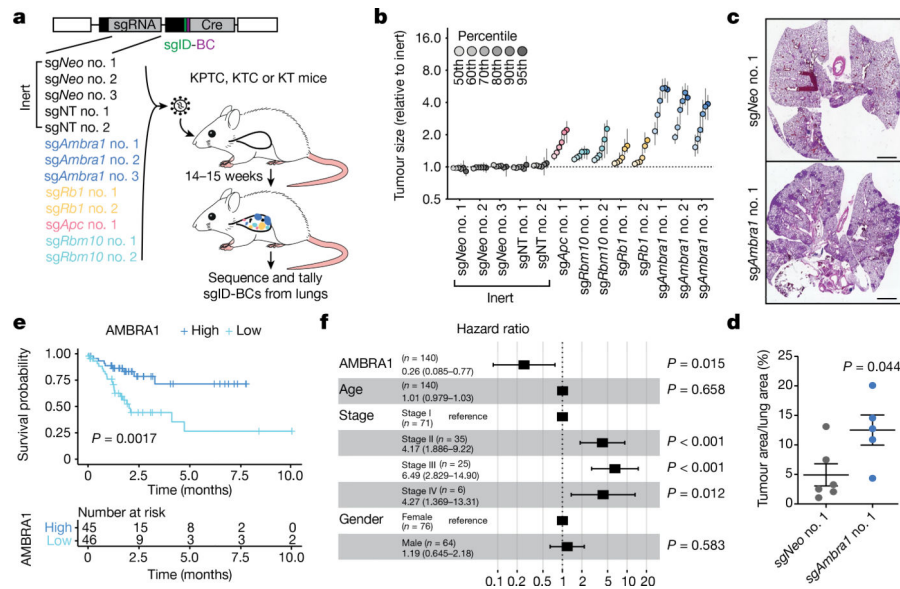 a
sgRNA
Cre
sgID-BC
Inert
sgNeo no. 1
sgNeo no. 2
sgNeo no. 3
sgNT no. 1
sgNT no. 2
sgAmbra1 no. 1
sgAmbra1 no. 2
sgAmbra1 no. 3
sgRb1 no. 1
sgRb1 no. 2
sgApc no. 1
sgRbm10 no. 1
sgRbm10 no. 2
KPTC, KTC or KT mice
14–15 weeks
Sequence and tally
sgID-BCs from lungs
b
Tumour size (relative to inert)
16.0
8.0
4.0
2.0
1.0
0.5
Percentile
50th
60th
70th
80th
90th
95th
sgNeo no. 1
sgNeo no. 2
sgNeo no. 3
sgNT no. 1
sgNT no. 2
sgApc no. 1
sgRbm10 no. 1
sgRbm10 no. 2
sgRb1 no. 1
sgRb1 no. 2
sgAmbra1 no. 1
sgAmbra1 no. 2
sgAmbra1 no. 3
Inert
c
sgNeo no. 1
sgAmbra1 no. 1
e
AMBRA1 High Low
Survival probability
1.00
0.75
0.50
0.25
0
P = 0.0017
0 2.5 5.0 7.5 10.0
Time (months)
AMBRA1
Number at risk
High 45 15 8 2 0
Low 46 9 3 3 2
0 2.5 5.0 7.5 10.0
Time (months)
f
Hazard ratio
AMBRA1 (n = 140) P = 0.015
0.26 (0.085–0.77)
Age (n = 140) P = 0.658
1.01 (0.979–1.03)
Stage Stage I reference
(n = 71)
Stage II (n = 35) P < 0.001
4.17 (1.886–9.22)
Stage III (n = 25) P < 0.001
6.49 (2.829–14.90)
Stage IV (n = 6) P = 0.012
4.27 (1.369–13.31)
Gender Female reference
(n = 76)
Male (n = 64) P = 0.583
1.19 (0.645–2.18)
0.1 0.2 0.5 1 2 5 10 20
d
Tumour area/lung area (%)
25
20
15
10
5
0
P = 0.044
sgNeo no. 1
sgAmbra1 no. 1